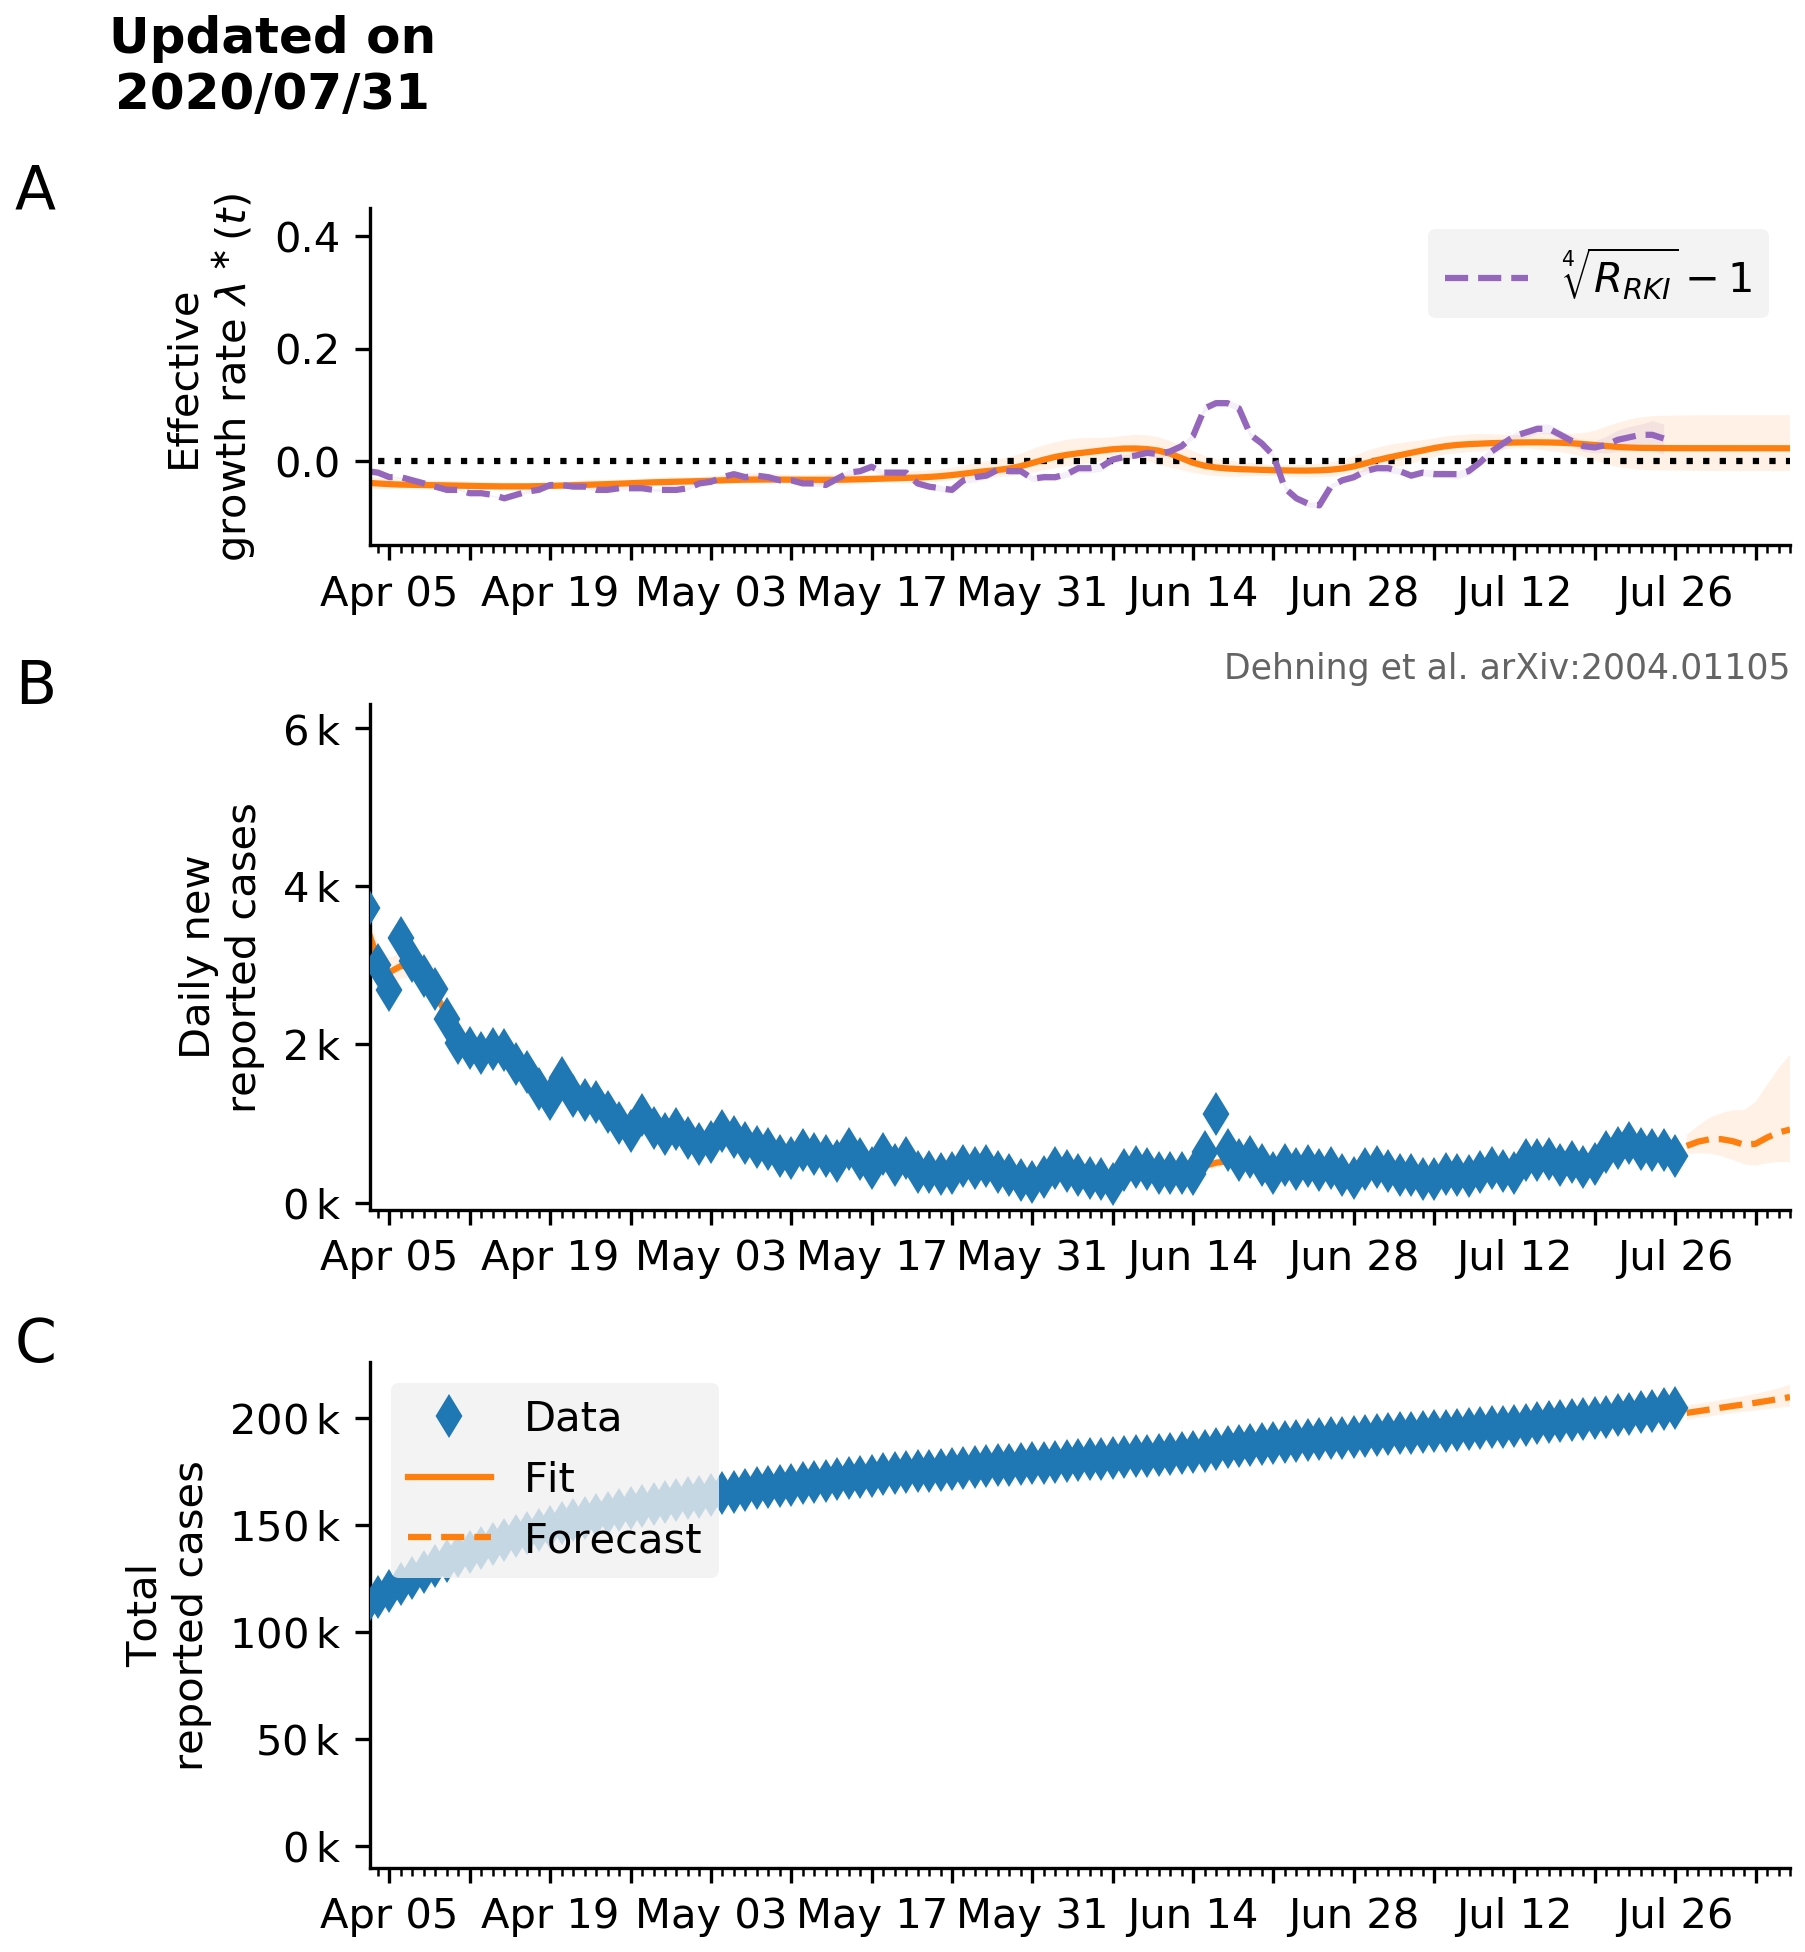 Updated on
2020/07/31
A
Effective
growth rate λ * (t)
0.4
0.2
0.0
∜R_RKI − 1
Apr 05 Apr 19 May 03 May 17 May 31 Jun 14 Jun 28 Jul 12 Jul 26
B
Dehning et al. arXiv:2004.01105
Daily new
reported cases
6 k
4 k
2 k
0 k
Apr 05 Apr 19 May 03 May 17 May 31 Jun 14 Jun 28 Jul 12 Jul 26
C
Total
reported cases
200 k
150 k
100 k
50 k
0 k
Data
Fit
Forecast
Apr 05 Apr 19 May 03 May 17 May 31 Jun 14 Jun 28 Jul 12 Jul 26